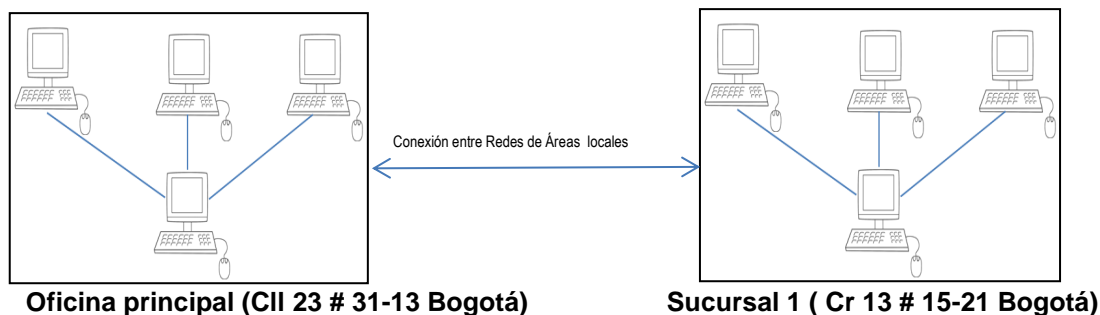 Conexión entre Redes de Áreas locales
Oficina principal (Cll 23 # 31-13 Bogotá)
Sucursal 1 ( Cr 13 # 15-21 Bogotá)